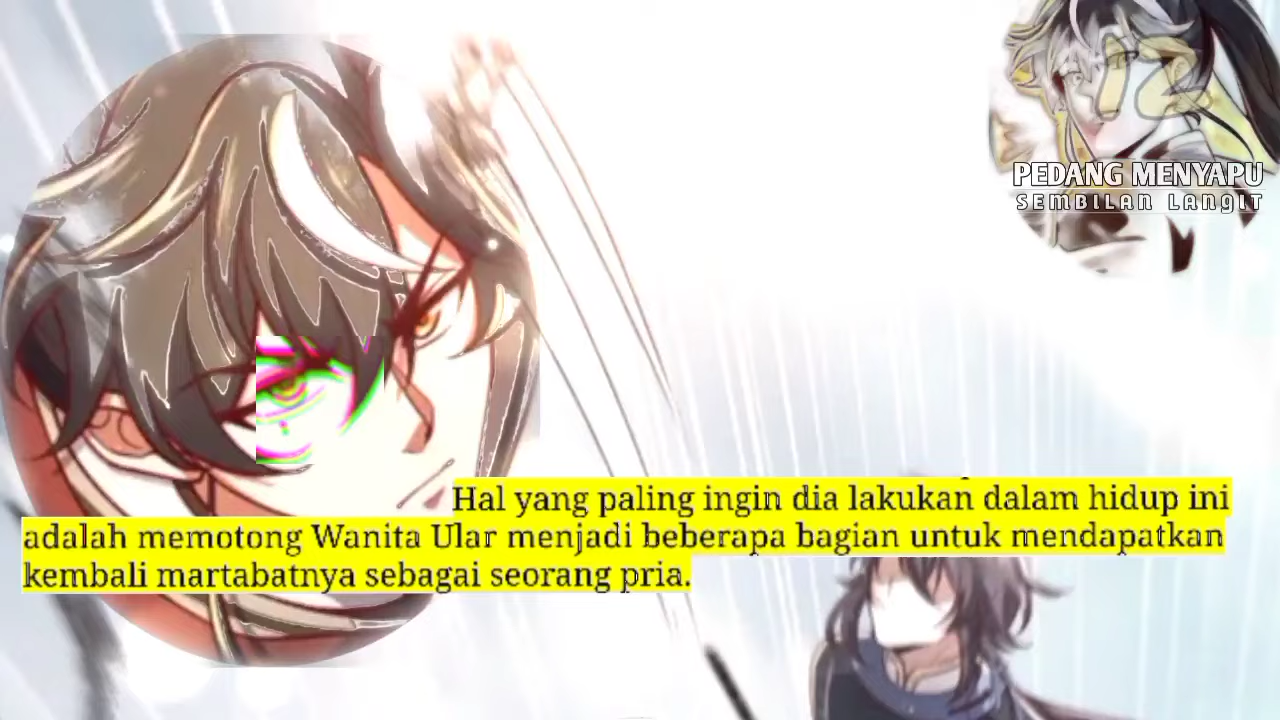 12
PEDANG MENYAPU
SEMBILAN LANGIT
Hal yang paling ingin dia lakukan dalam hidup ini
adalah memotong Wanita Ular menjadi beberapa bagian untuk mendapatkan
kembali martabatnya sebagai seorang pria.